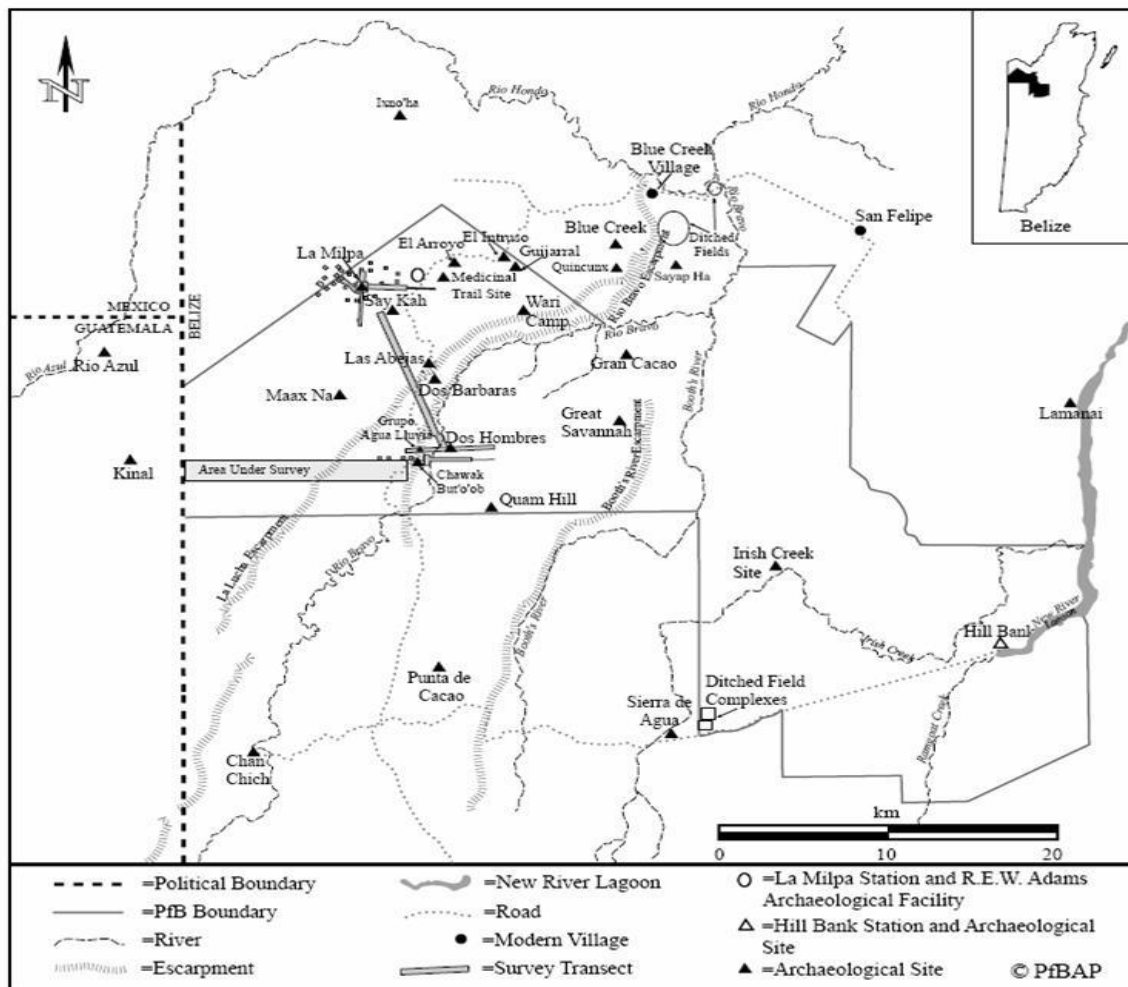 N
Ixno'ha
Rio Hondo
Rio Hondo
Belize
Blue Creek
Village
Rio Bravo
San Felipe
Blue Creek
Ditched
Fields
El Intruso
El Arroyo
Guijarral
La Milpa
Quincunx
Sayap Ha
Medicinal
Trail Site
Rio Bravo Escarpment
Say Kah
Wari
Camp
MEXICO
GUATEMALA
BELIZE
Rio Bravo
Rio Azul
Rio Azul
Las Abejas
Gran Cacao
Booth's River
Dos Barbaras
Maax Na
Lamanai
Great
Savannah
Grupo
Agua Lluvia
Dos Hombres
Booth's River Escarpment
Kinal
Area Under Survey
Chawak
But'o'ob
Quam Hill
La Lucha Escarpment
Rio Bravo
Irish Creek
Site
Booth's River
Irish Creek
Hill Bank
New River
Lagoon
Punta de
Cacao
Ditched Field
Complexes
Sierra de
Agua
Ramgoat Creek
Chan
Chich
km
0 10 20
=Political Boundary
=PfB Boundary
=River
=Escarpment
=New River Lagoon
=Road
=Modern Village
=Survey Transect
=La Milpa Station and R.E.W. Adams
Archaeological Facility
=Hill Bank Station and Archaeological
Site
=Archaeological Site
© PfBAP